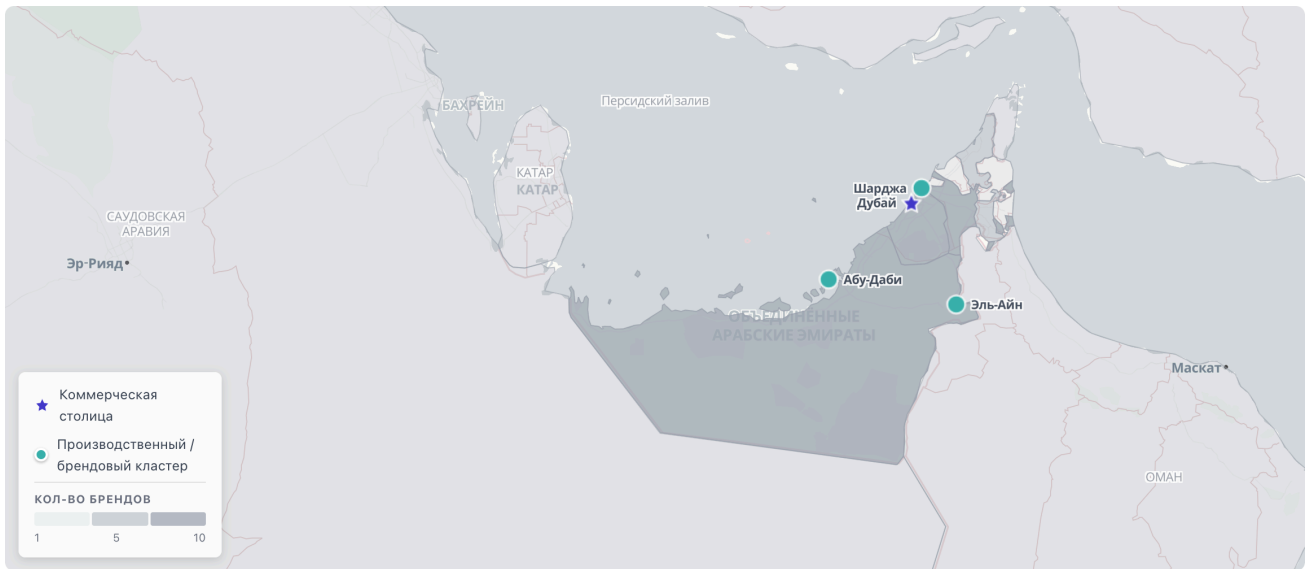 Персидский залив
БАХРЕЙН
КАТАР
КАТАР
САУДОВСКАЯ
АРАВИЯ
Эр-Рияд
Шарджа
Дубай
Абу-Даби
Эль-Айн
ОБЪЕДИНЁННЫЕ
АРАБСКИЕ ЭМИРАТЫ
Маскат
ОМАН
Коммерческая
столица
Производственный /
брендовый кластер
КОЛ-ВО БРЕНДОВ
1 5 10